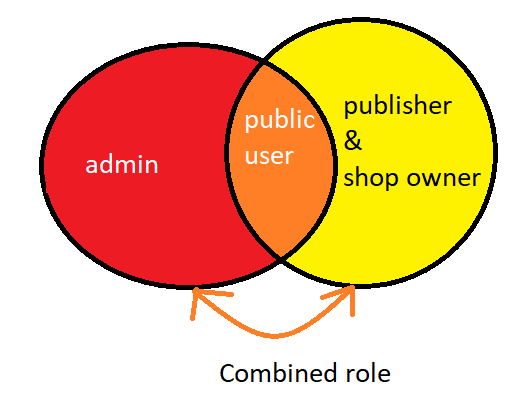 admin
public
user
publisher
&
shop owner
Combined role